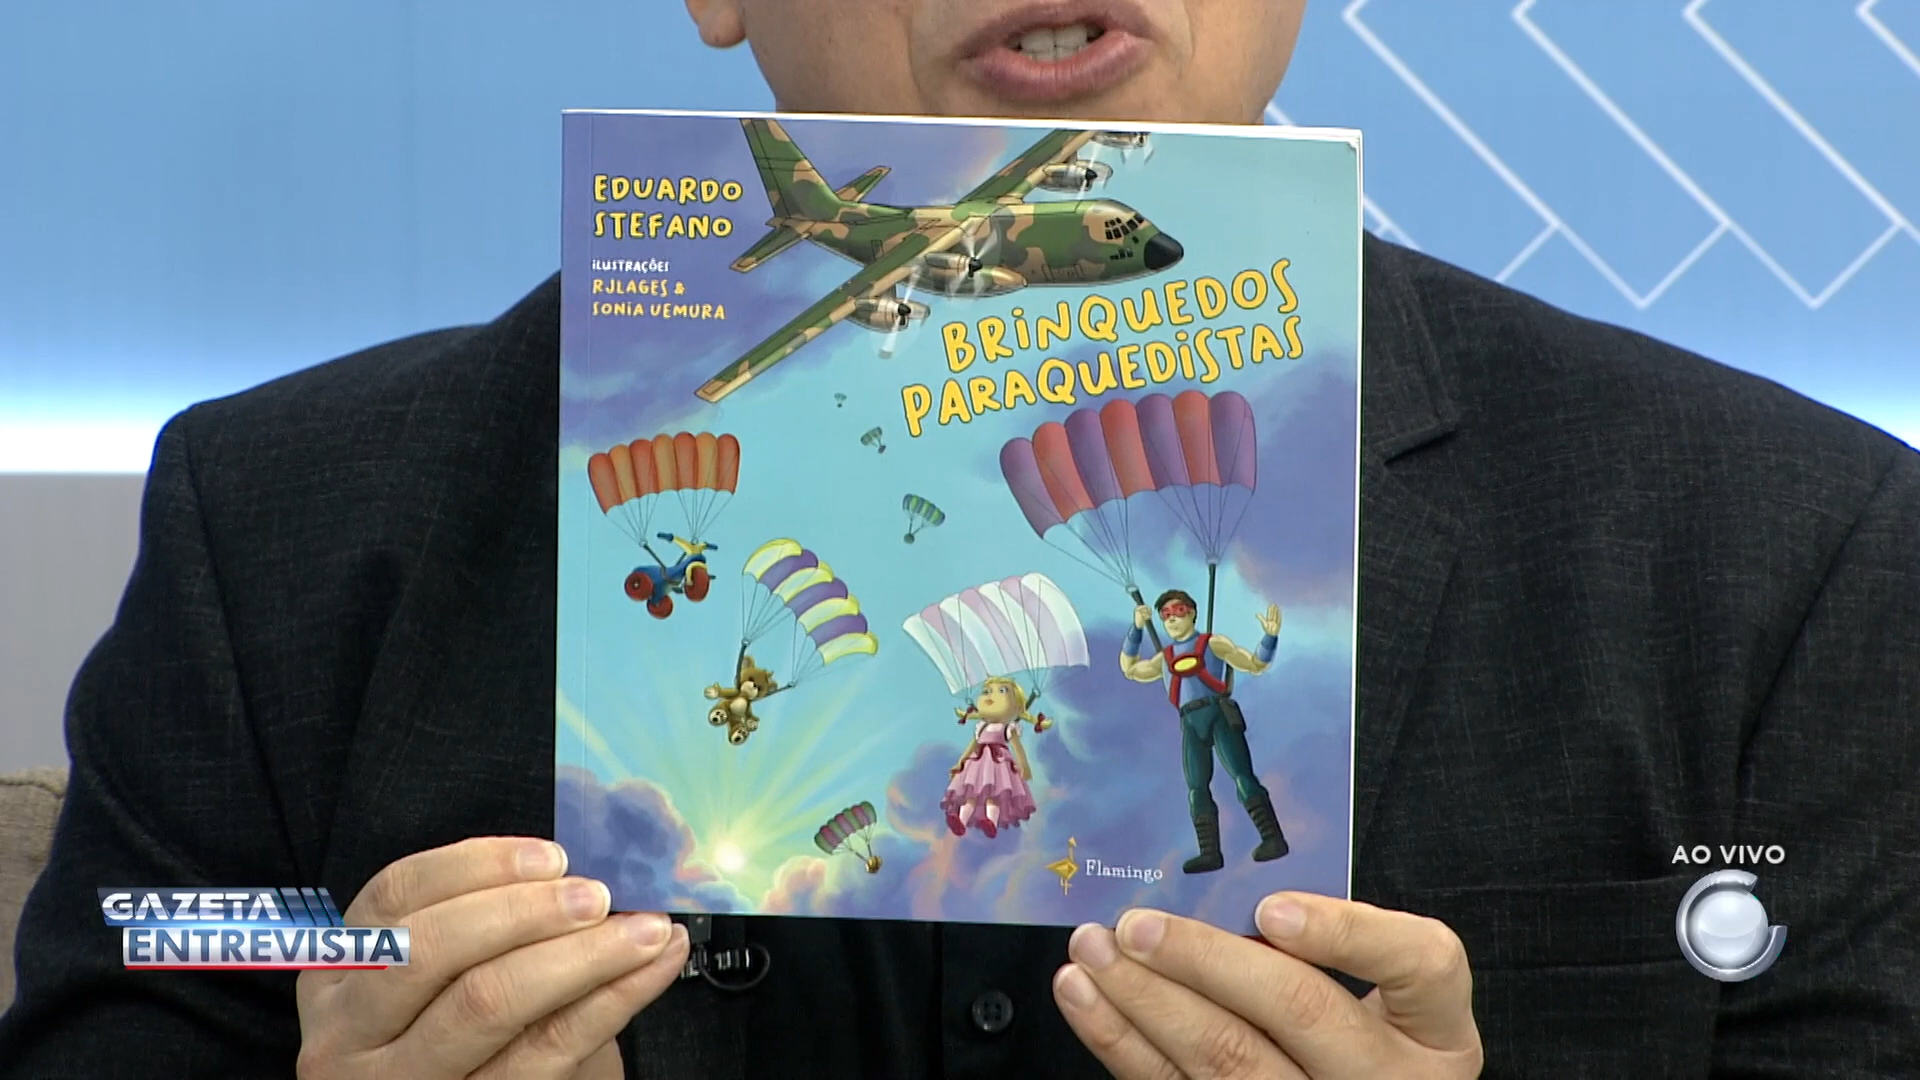 EDUARDO
STEFANO
ILUSTRAÇÕES
RJLAGES &
SONIA UEMURA
BRINQUEDOS
PARAQUEDISTAS
Flamingo
AO VIVO
GAZETA
ENTREVISTA